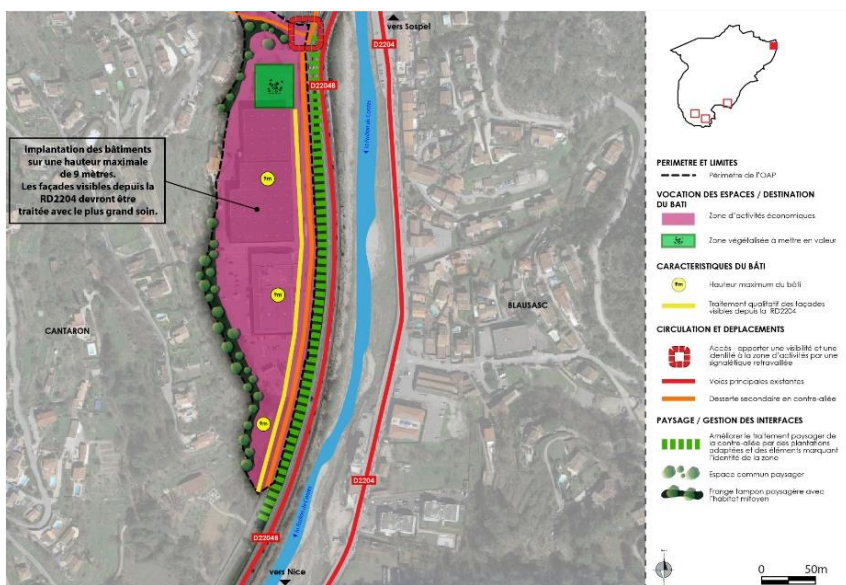 vers Sospel
D2204
D2204B
Implantation des bâtiments
sur une hauteur maximale
de 9 mètres.
Les façades visibles depuis la
RD2204 devront être
traitée avec le plus grand soin.
9m
9m
9m
CANTARON
BLAUSASC
D2204
D2204B
vers Nice
PERIMETRE ET LIMITES
Périmètre de l'OAP
VOCATION DES ESPACES / DESTINATION
DU BATI
Zone d'activités économiques
Zone végétalisée à mettre en valeur
CARACTERISTIQUES DU BÂTI
9m
Hauteur maximum du bâti
Traitement qualitatif des façades
visibles depuis la RD2204
CIRCULATION ET DEPLACEMENTS
Accès - apporter une visibilité et une
identité à la zone d'activités par une
signalétique retravaillée
Voies principales existantes
Desserte secondaire en contre-allée
PAYSAGE / GESTION DES INTERFACES
Améliorer le traitement paysager de
la contre-allée par des plantations
adaptées et des éléments marquant
l'identité de la zone
Espace commun paysager
Frange tampon paysagère avec
l'habitat mitoyen
0 50m